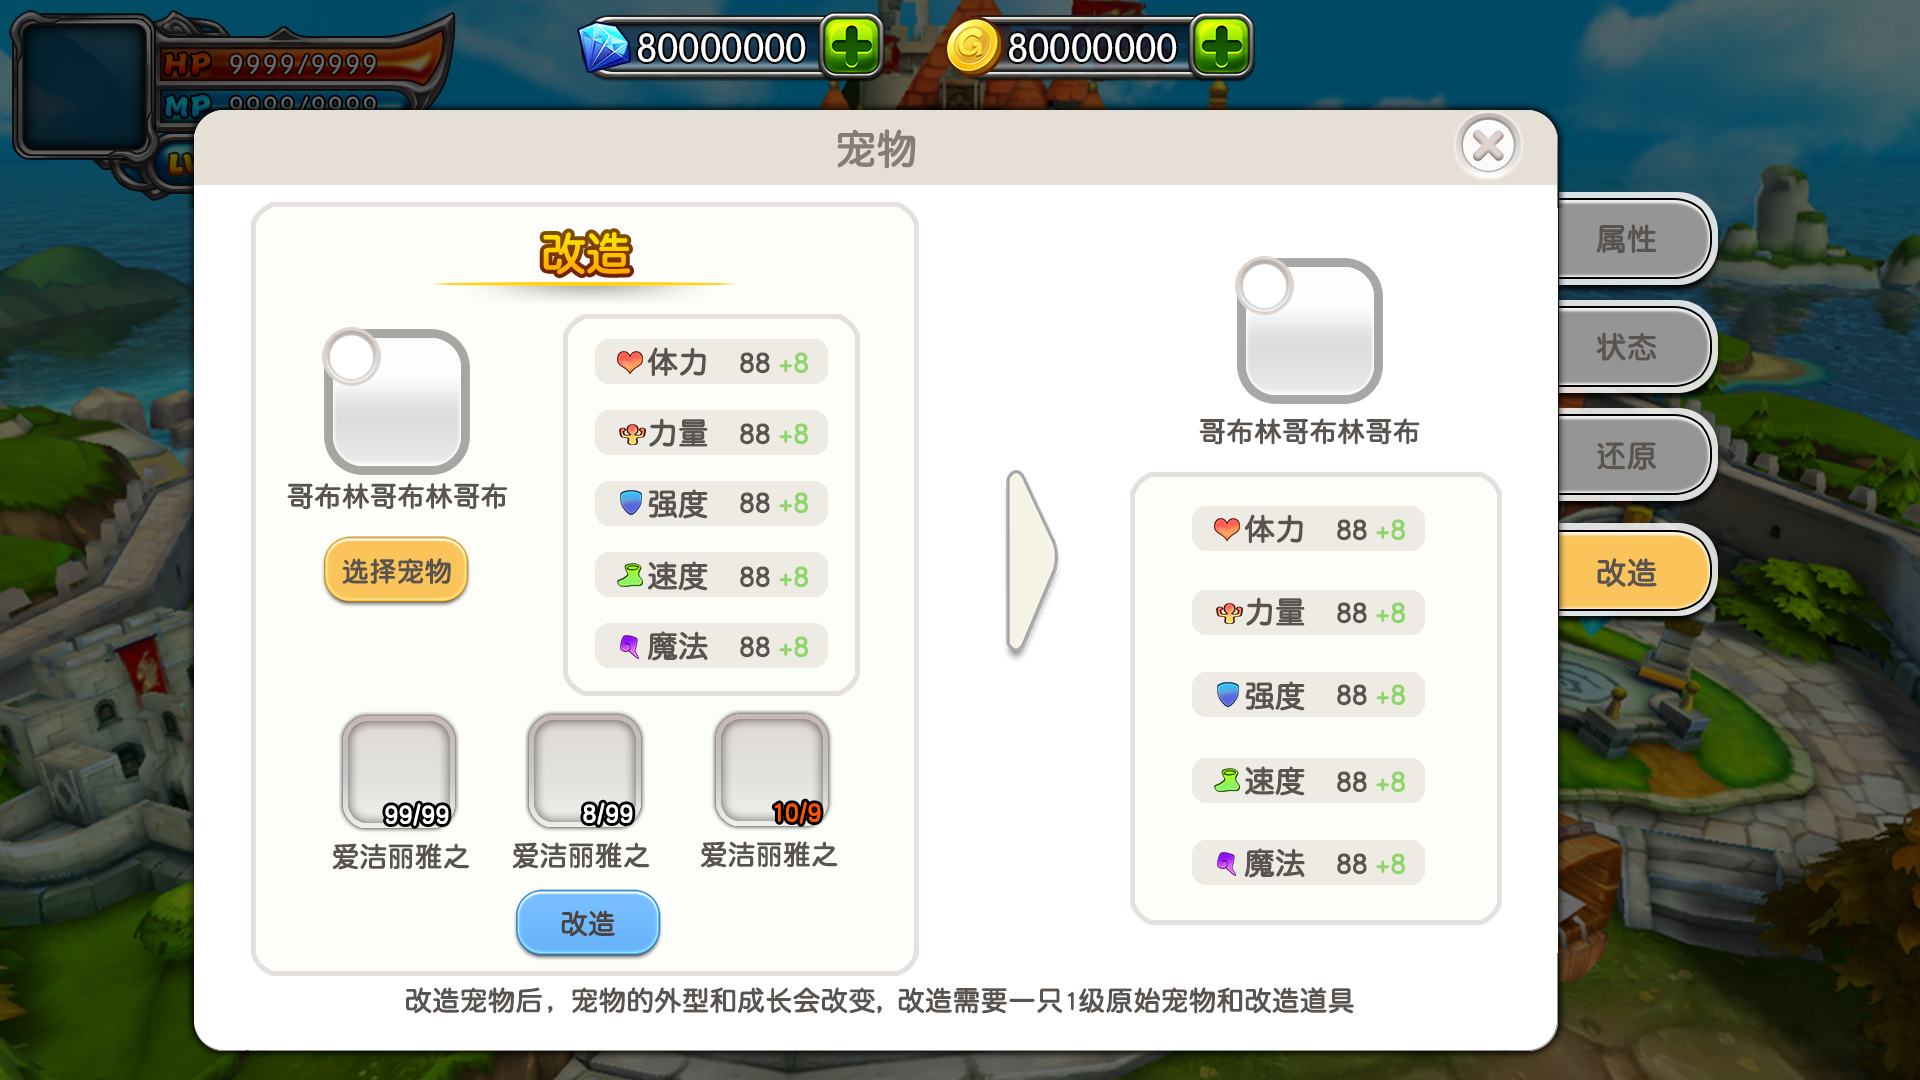 HP 9999/9999
MP 9999/9999
LV
80000000
80000000
宠物
改造
哥布林哥布林哥布
选择宠物
体力 88 +8
力量 88 +8
强度 88 +8
速度 88 +8
魔法 88 +8
99/99
8/99
10/9
爱洁丽雅之
爱洁丽雅之
爱洁丽雅之
改造
哥布林哥布林哥布
体力 88 +8
力量 88 +8
强度 88 +8
速度 88 +8
魔法 88 +8
属性
状态
还原
改造
改造宠物后，宠物的外型和成长会改变, 改造需要一只1级原始宠物和改造道具